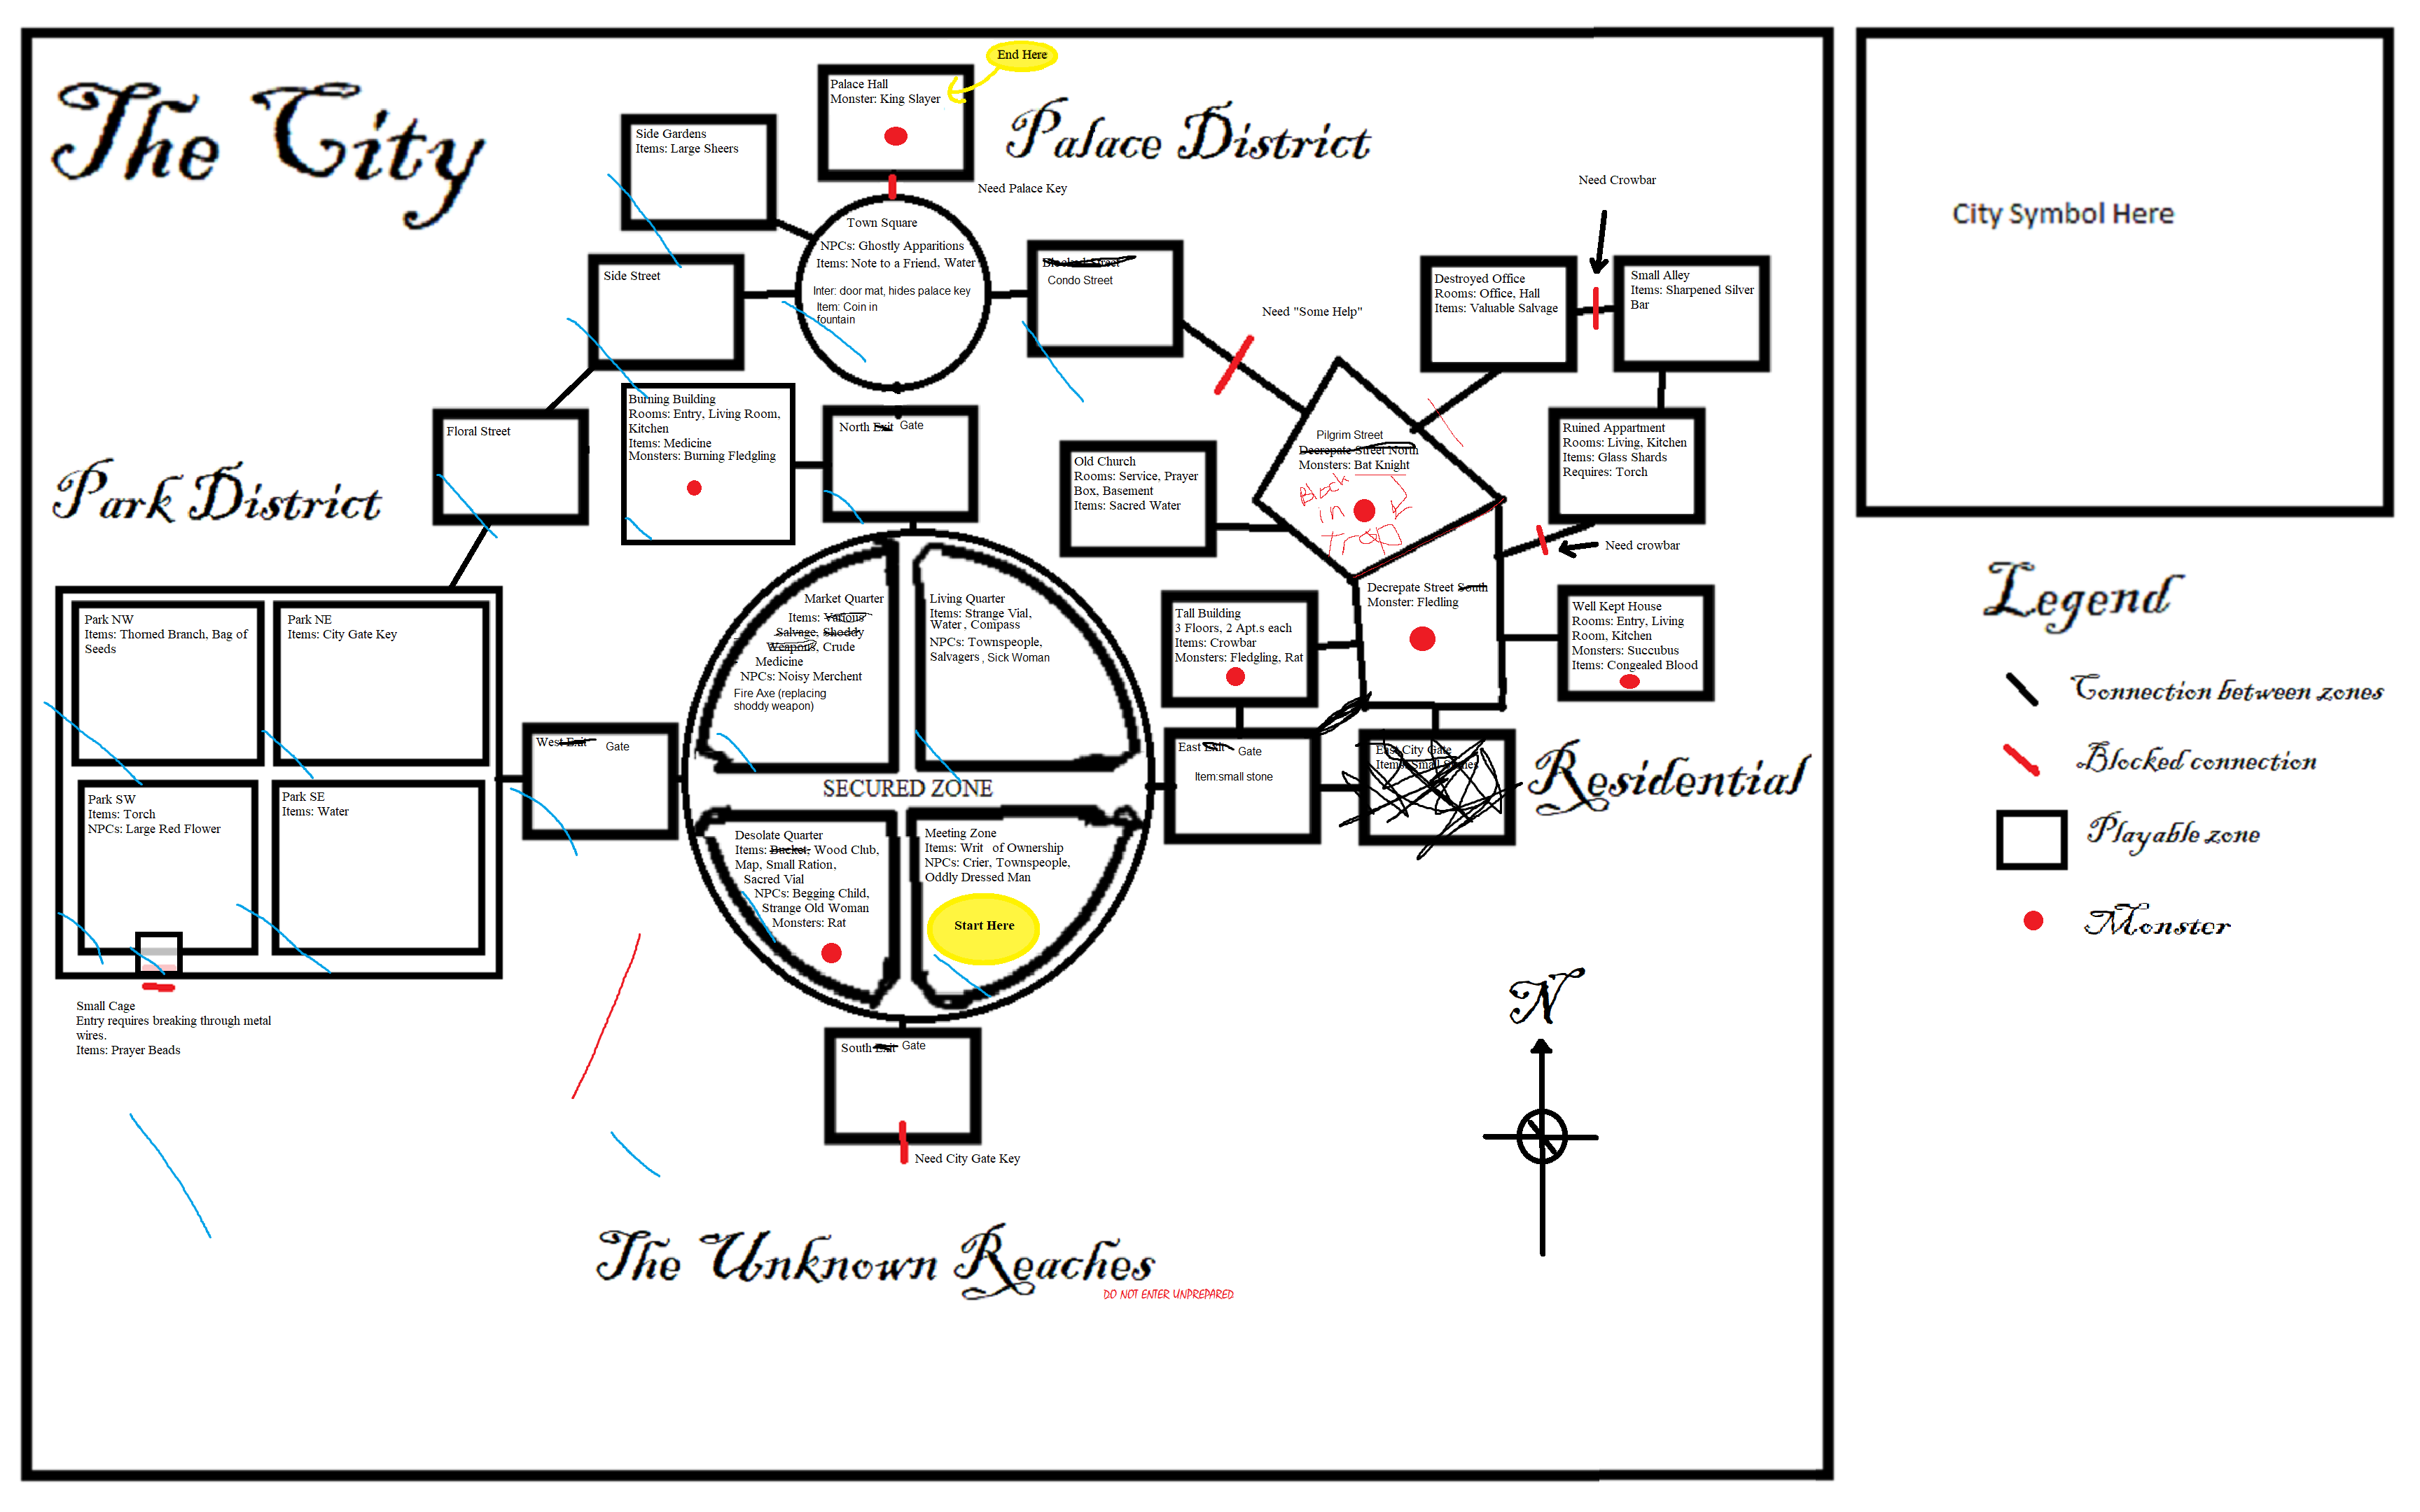 The City
End Here
Palace Hall
Monster: King Slayer
Palace District
Need Palace Key
Side Gardens
Items: Large Sheers
Side Street
Town Square
NPCs: Ghostly Apparitions
Items: Note to a Friend, Water
Inter: door mat, hides palace key
Item: Coin in
fountain
Blocked Street
Condo Street
Need "Some Help"
Need Crowbar
Destroyed Office
Rooms: Office, Hall
Items: Valuable Salvage
Small Alley
Items: Sharpened Silver
Bar
City Symbol Here
Floral Street
Burning Building
Rooms: Entry, Living Room,
Kitchen
Items: Medicine
Monsters: Burning Fledgling
North Exit Gate
Old Church
Rooms: Service, Prayer
Box, Basement
Items: Sacred Water
Pilgrim Street
Decrepate Street North
Monsters: Bat Knight
Block
in
trap
Ruined Appartment
Rooms: Living, Kitchen
Items: Glass Shards
Requires: Torch
Need crowbar
Park District
Park NW
Items: Thorned Branch, Bag of
Seeds
Park NE
Items: City Gate Key
Park SW
Items: Torch
NPCs: Large Red Flower
Park SE
Items: Water
Small Cage
Entry requires breaking through metal
wires.
Items: Prayer Beads
West Exit Gate
Market Quarter
Items: Various
Salvage, Shoddy
Weapons, Crude
Medicine
NPCs: Noisy Merchent
Fire Axe (replacing
shoddy weapon)
Living Quarter
Items: Strange Vial,
Water, Compass
NPCs: Townspeople,
Salvagers, Sick Woman
SECURED ZONE
Desolate Quarter
Items: Bucket, Wood Club,
Map, Small Ration,
Sacred Vial
NPCs: Begging Child,
Strange Old Woman
Monsters: Rat
Meeting Zone
Items: Writ of Ownership
NPCs: Crier, Townspeople,
Oddly Dressed Man
Start Here
South Exit Gate
Need City Gate Key
Tall Building
3 Floors, 2 Apt.s each
Items: Crowbar
Monsters: Fledgling, Rat
Decrepate Street South
Monster: Fledling
Well Kept House
Rooms: Entry, Living
Room, Kitchen
Monsters: Succubus
Items: Congealed Blood
East Exit Gate
Item:small stone
East City Gate
Items: Small Stones
Residential
Legend
Connection between zones
Blocked connection
Playable zone
Monster
N
The Unknown Reaches
DO NOT ENTER UNPREPARED